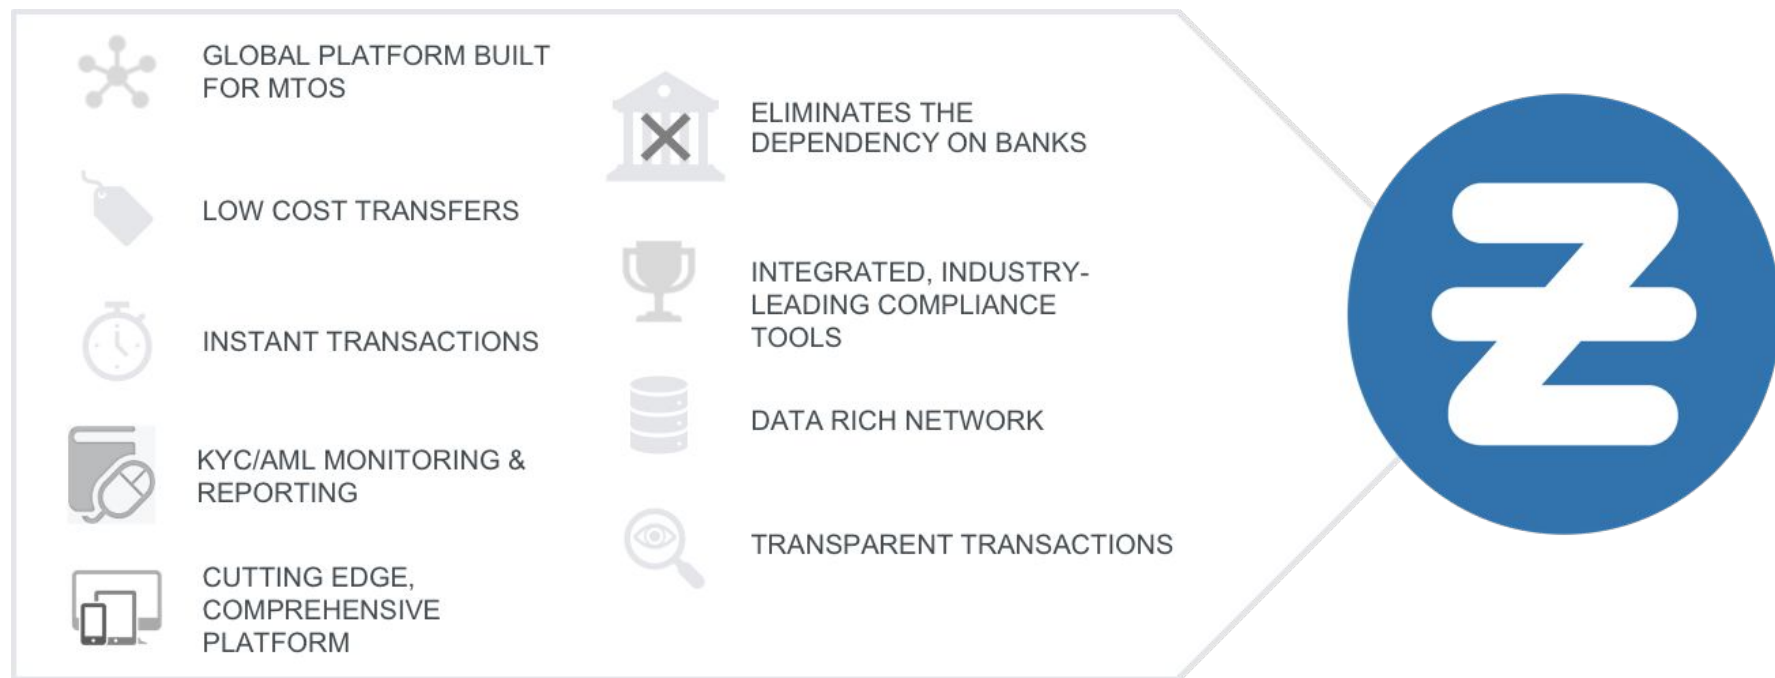 GLOBAL PLATFORM BUILT
FOR MTOS
LOW COST TRANSFERS
INSTANT TRANSACTIONS
KYC/AML MONITORING &
REPORTING
CUTTING EDGE,
COMPREHENSIVE
PLATFORM
ELIMINATES THE
DEPENDENCY ON BANKS
INTEGRATED, INDUSTRY-
LEADING COMPLIANCE
TOOLS
DATA RICH NETWORK
TRANSPARENT TRANSACTIONS